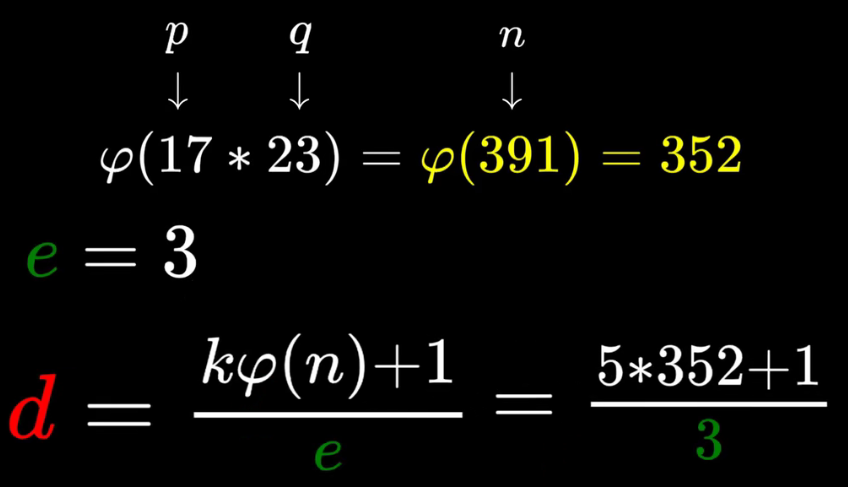 p q n
↓ ↓ ↓
φ(17 * 23) = φ(391) = 352
e = 3
d = kφ(n)+1 / e = 5*352+1 / 3